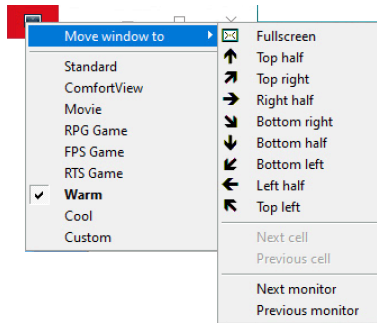 Move window to
Standard
ComfortView
Movie
RPG Game
FPS Game
RTS Game
Warm
Cool
Custom
Fullscreen
Top half
Top right
Right half
Bottom right
Bottom half
Bottom left
Left half
Top left
Next cell
Previous cell
Next monitor
Previous monitor